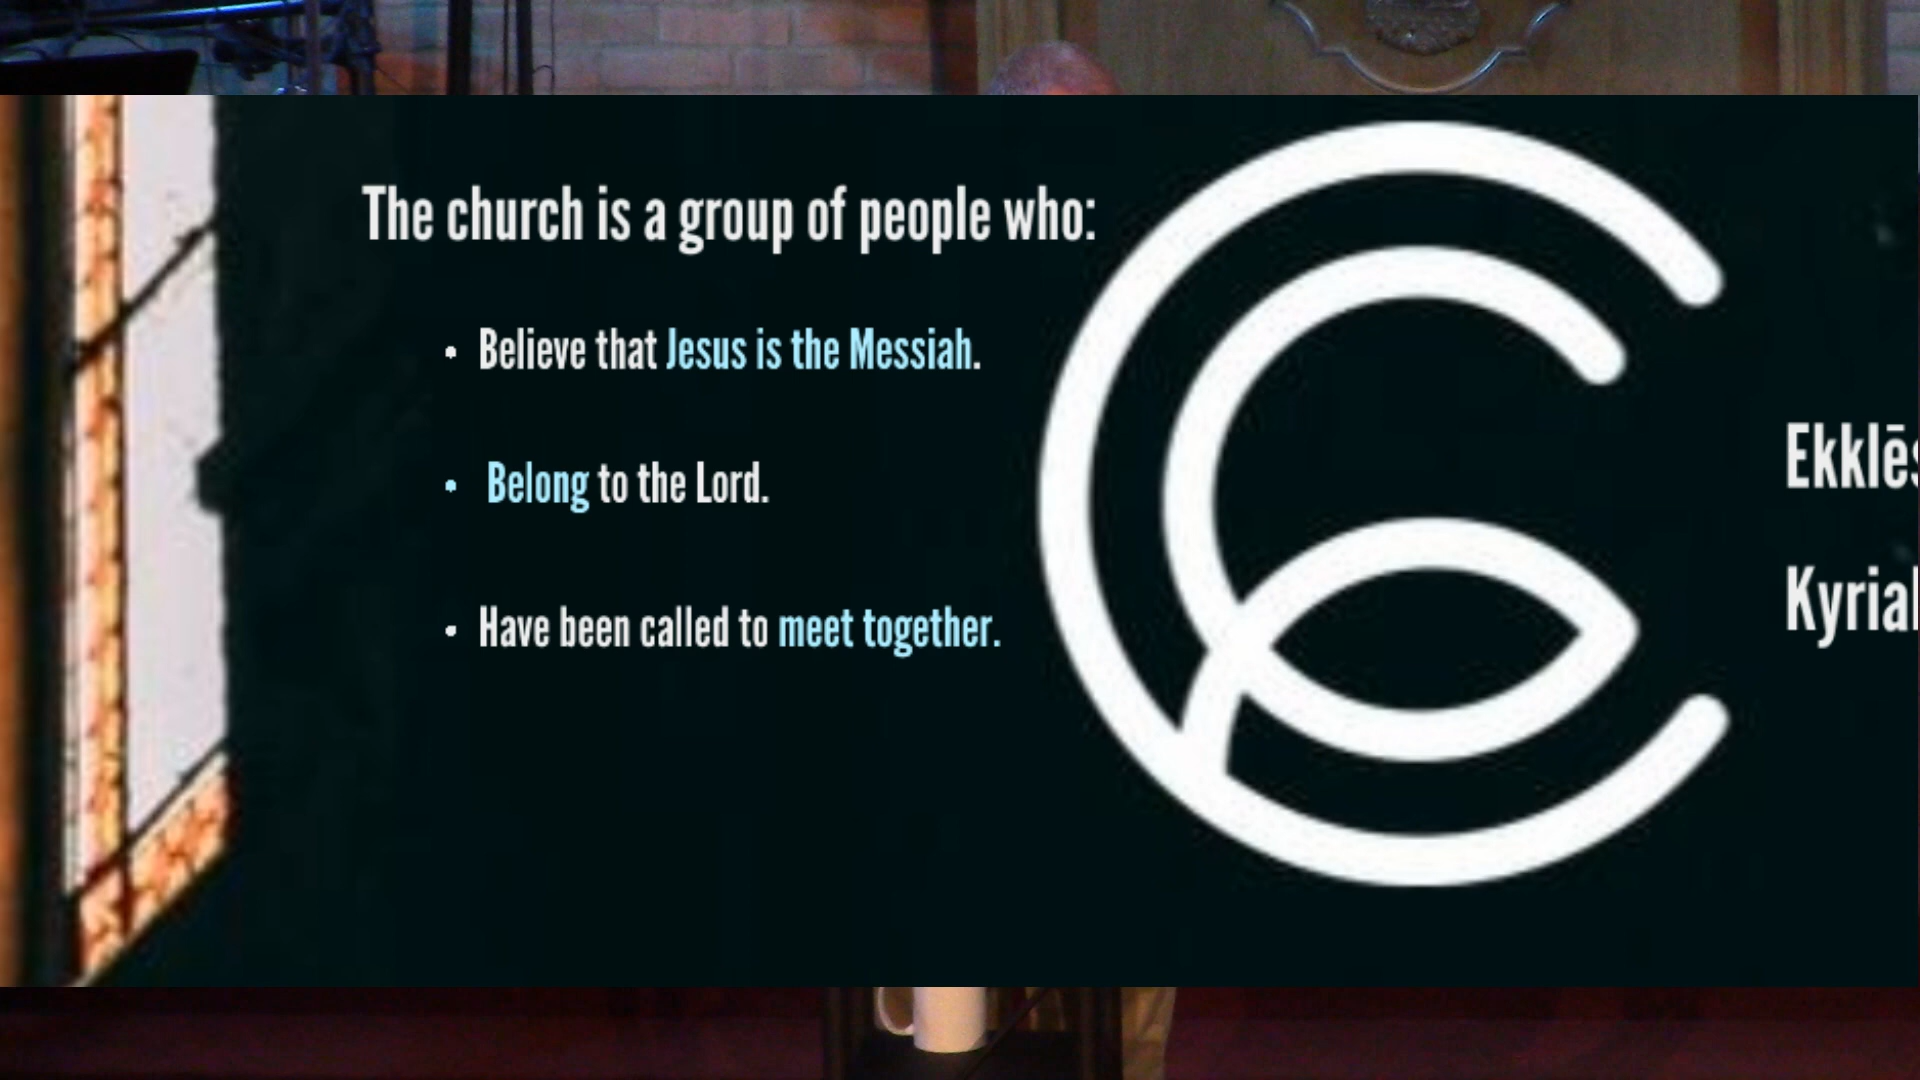 The church is a group of people who:
• Believe that Jesus is the Messiah.
• Belong to the Lord.
• Have been called to meet together.